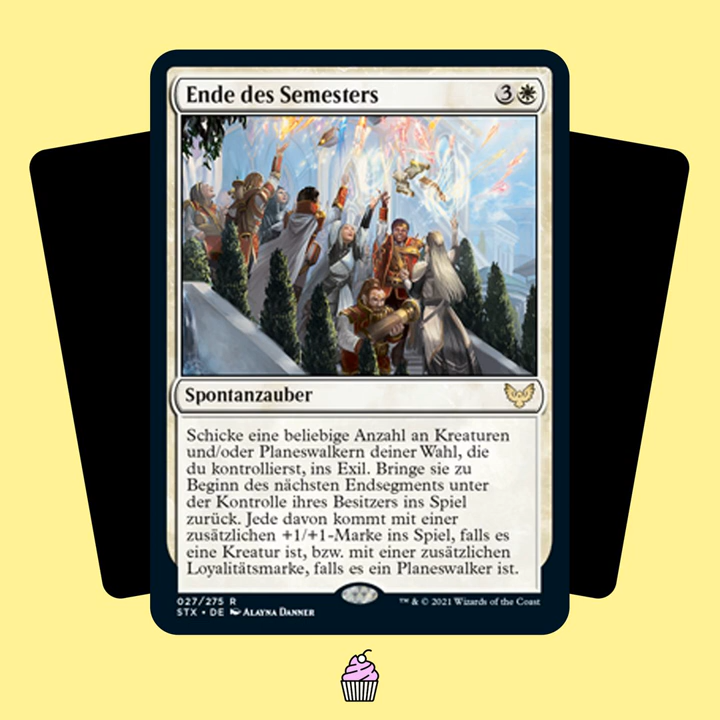 Ende des Semesters 3
Spontanzauber
Schicke eine beliebige Anzahl an Kreaturen
und/oder Planeswalkern deiner Wahl, die
du kontrollierst, ins Exil. Bringe sie zu
Beginn des nächsten Endsegments unter
der Kontrolle ihres Besitzers ins Spiel
zurück. Jede davon kommt mit einer
zusätzlichen +1/+1-Marke ins Spiel, falls es
eine Kreatur ist, bzw. mit einer zusätzlichen
Loyalitätsmarke, falls es ein Planeswalker ist.
027/275 R ™ & © 2021 Wizards of the Coast
STX • DE Alayna Danner